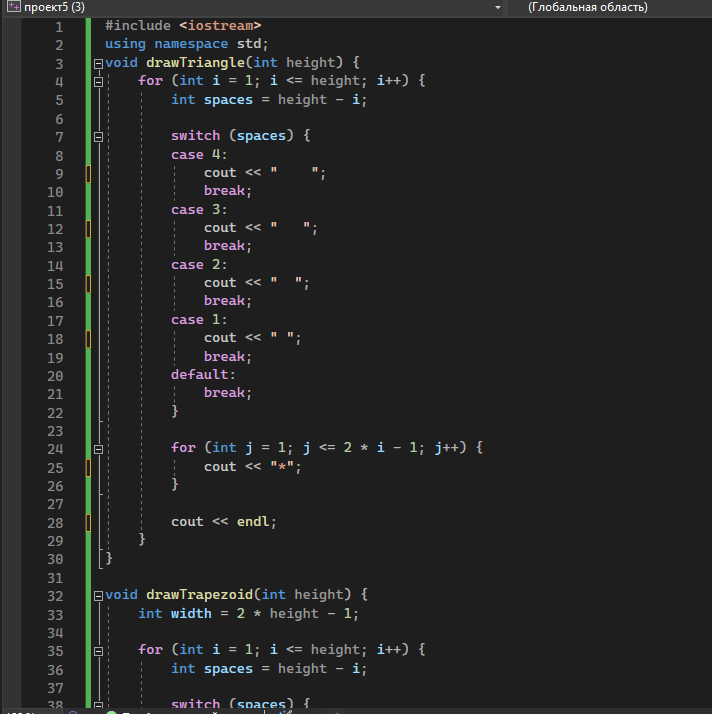 проект5 (3) (Глобальная область)
1 #include <iostream>
2 using namespace std;
3 void drawTriangle(int height) {
4     for (int i = 1; i <= height; i++) {
5         int spaces = height - i;
6
7         switch (spaces) {
8         case 4:
9             cout << "    ";
10             break;
11         case 3:
12             cout << "   ";
13             break;
14         case 2:
15             cout << "  ";
16             break;
17         case 1:
18             cout << " ";
19             break;
20         default:
21             break;
22         }
23
24         for (int j = 1; j <= 2 * i - 1; j++) {
25             cout << "*";
26         }
27
28         cout << endl;
29     }
30 }
31
32 void drawTrapezoid(int height) {
33     int width = 2 * height - 1;
34
35     for (int i = 1; i <= height; i++) {
36         int spaces = height - i;
37
38         switch (spaces) {